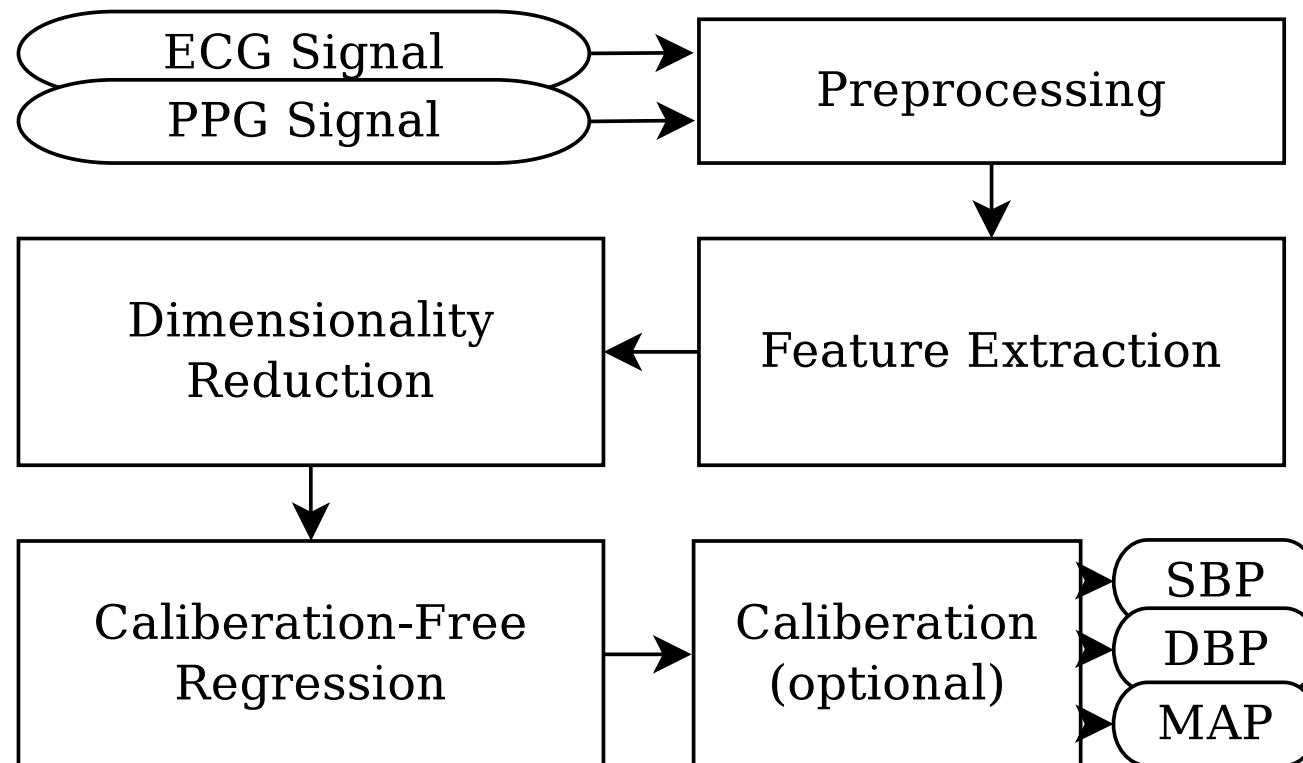 ECG Signal
PPG Signal
Preprocessing
Feature Extraction
Dimensionality
Reduction
Caliberation-Free
Regression
Caliberation
(optional)
SBP
DBP
MAP